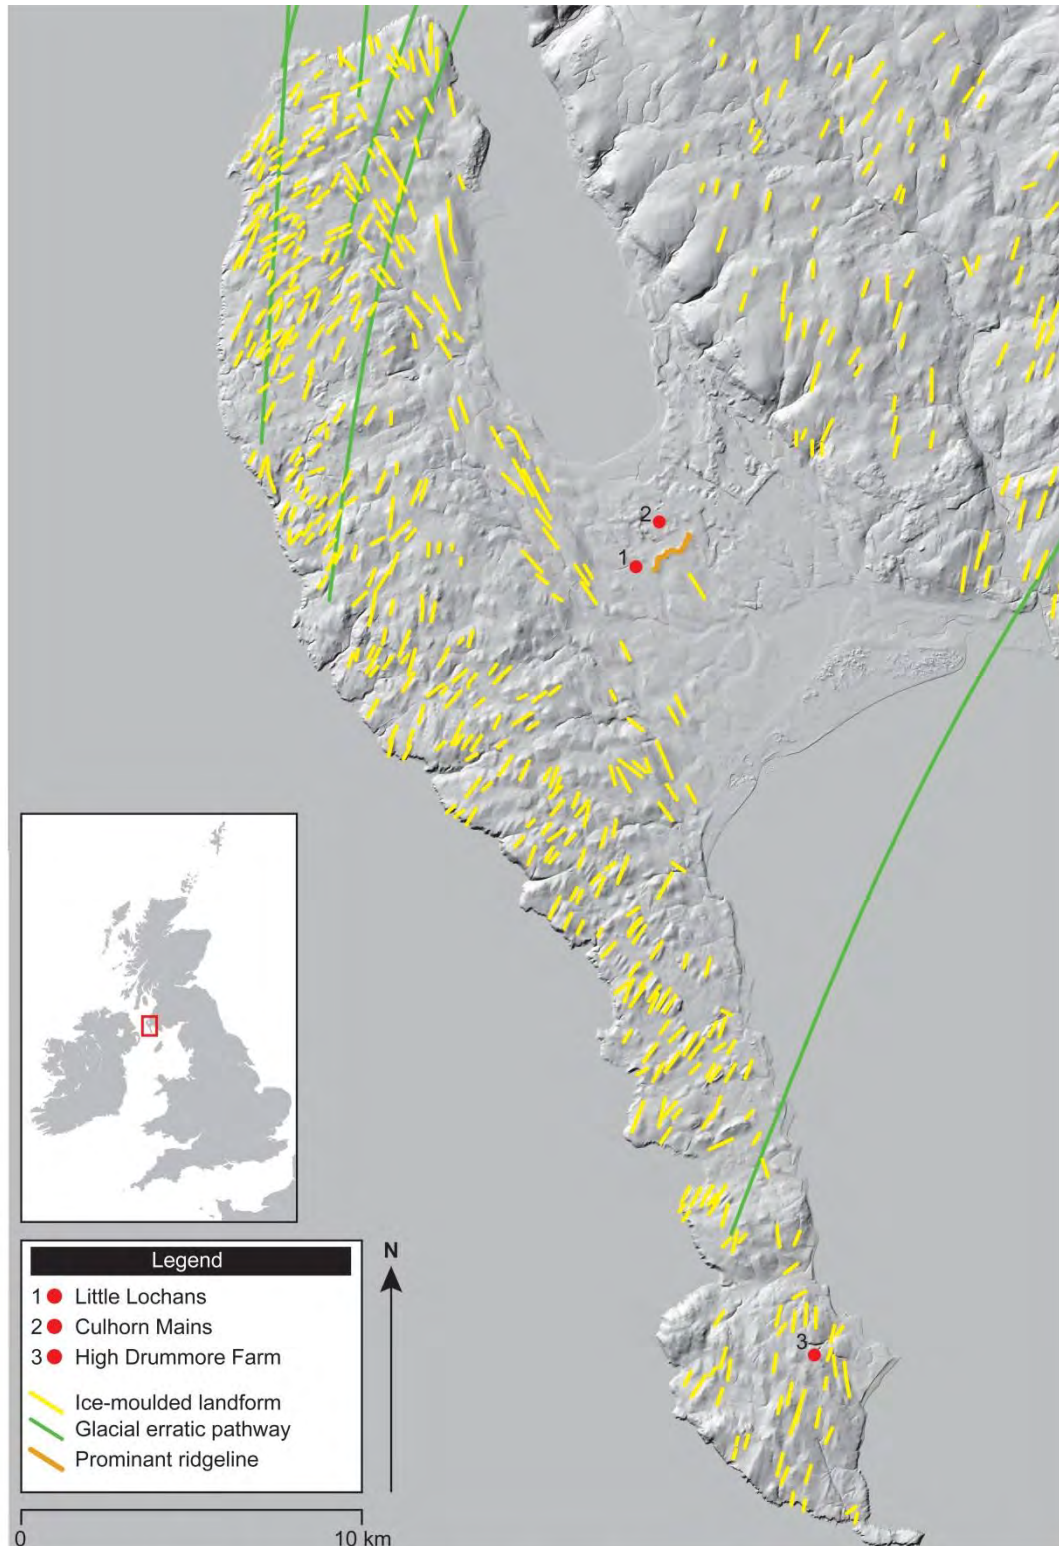 2
1
3
N
Legend
1 Little Lochans
2 Culhorn Mains
3 High Drummore Farm
Ice-moulded landform
Glacial erratic pathway
Prominant ridgeline
0 10 km